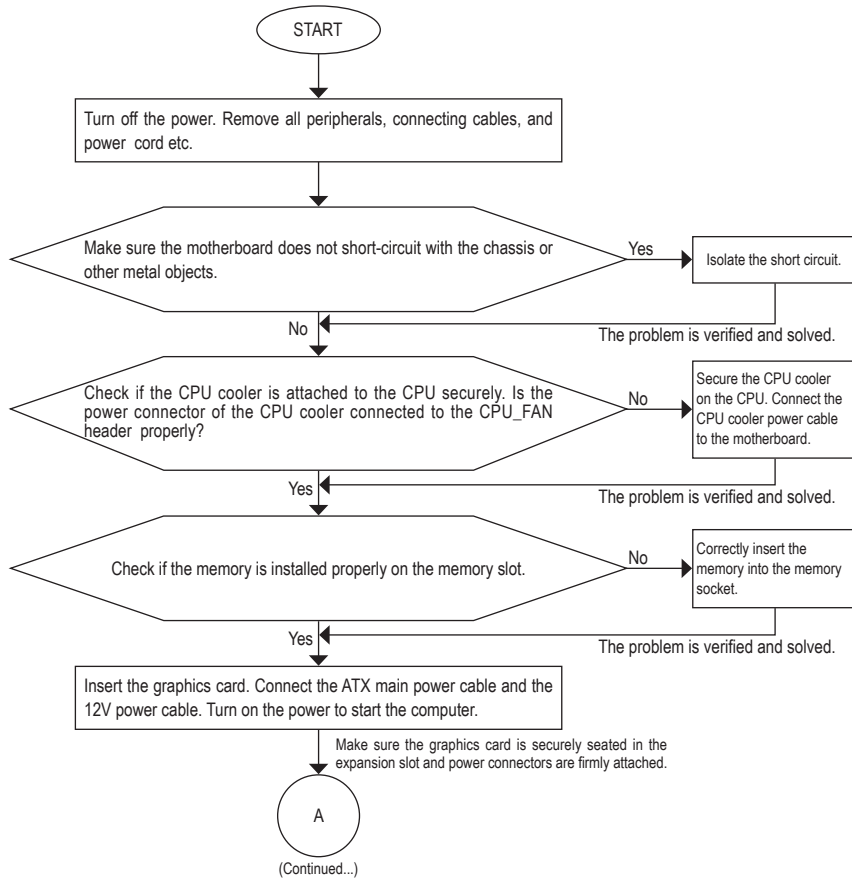 START
Turn off the power. Remove all peripherals, connecting cables, and
power cord etc.
Make sure the motherboard does not short-circuit with the chassis or
other metal objects.
Yes
Isolate the short circuit.
No
The problem is verified and solved.
Check if the CPU cooler is attached to the CPU securely. Is the
power connector of the CPU cooler connected to the CPU_FAN
header properly?
No
Secure the CPU cooler
on the CPU. Connect the
CPU cooler power cable
to the motherboard.
Yes
The problem is verified and solved.
Check if the memory is installed properly on the memory slot.
No
Correctly insert the
memory into the memory
socket.
Yes
The problem is verified and solved.
Insert the graphics card. Connect the ATX main power cable and the
12V power cable. Turn on the power to start the computer.
Make sure the graphics card is securely seated in the
expansion slot and power connectors are firmly attached.
A
(Continued...)